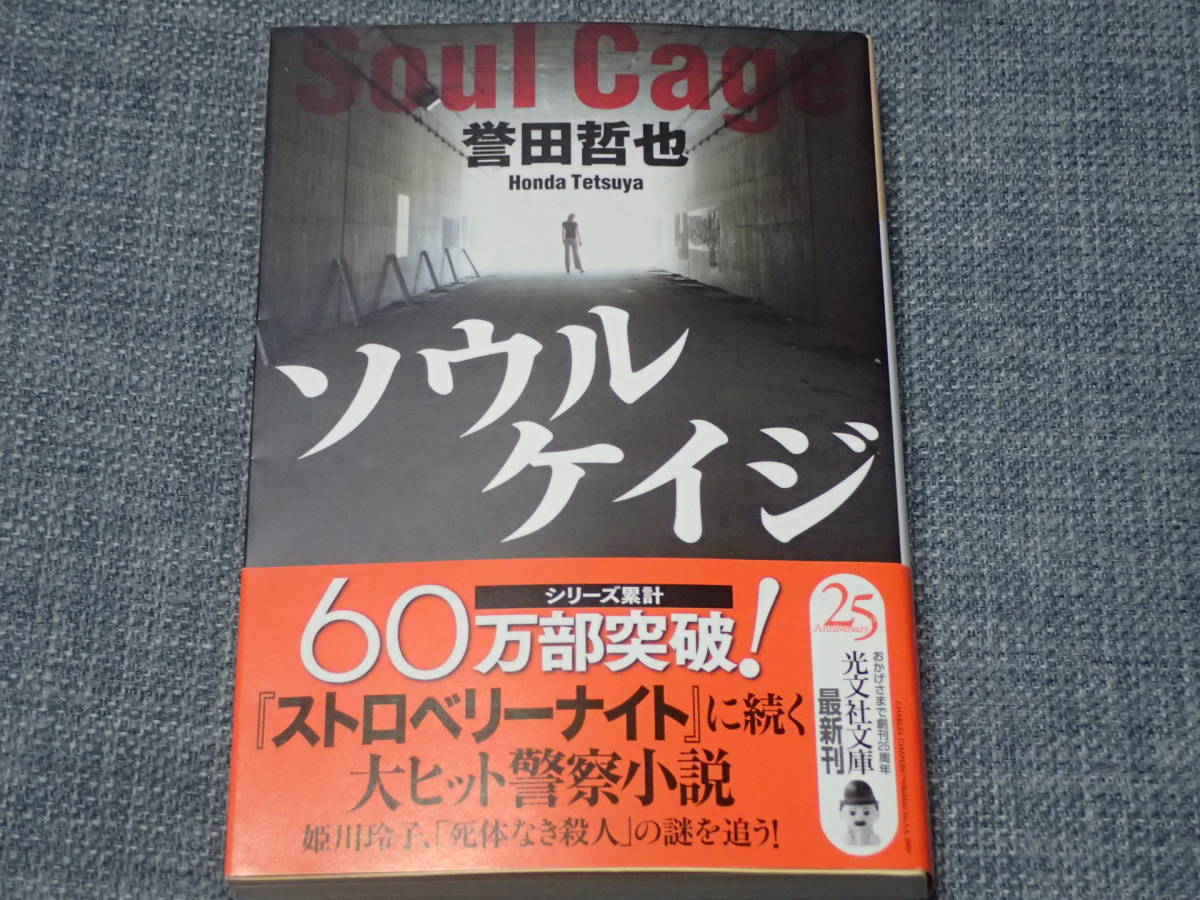 Soul Cage
誉田哲也
Honda Tetsuya
ソウル
ケイジ
シリーズ累計
60万部突破!
『ストロベリーナイト』に続く
大ヒット警察小説
姫川玲子、「死体なき殺人」の謎を追う!
25
Anniversary
おかげさまで創刊25周年
光文社文庫
最新刊